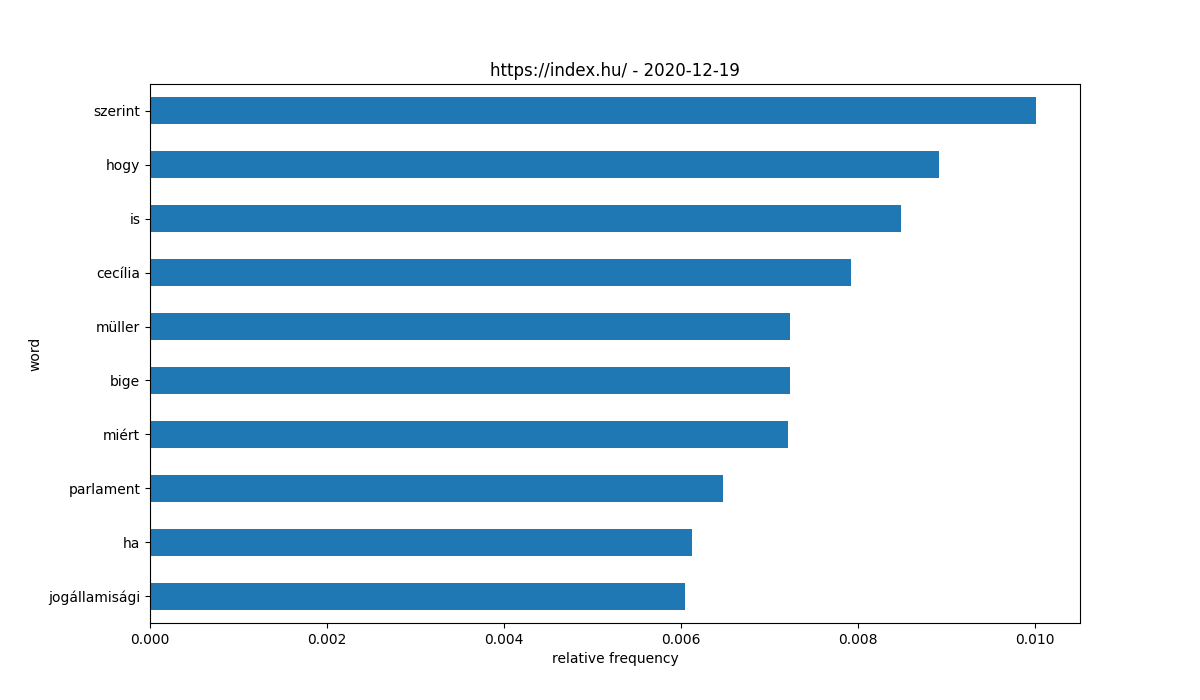 https://index.hu/ - 2020-12-19
szerint
hogy
is
cecília
müller
bige
miért
parlament
ha
jogállamisági
word
0.000 0.002 0.004 0.006 0.008 0.010
relative frequency